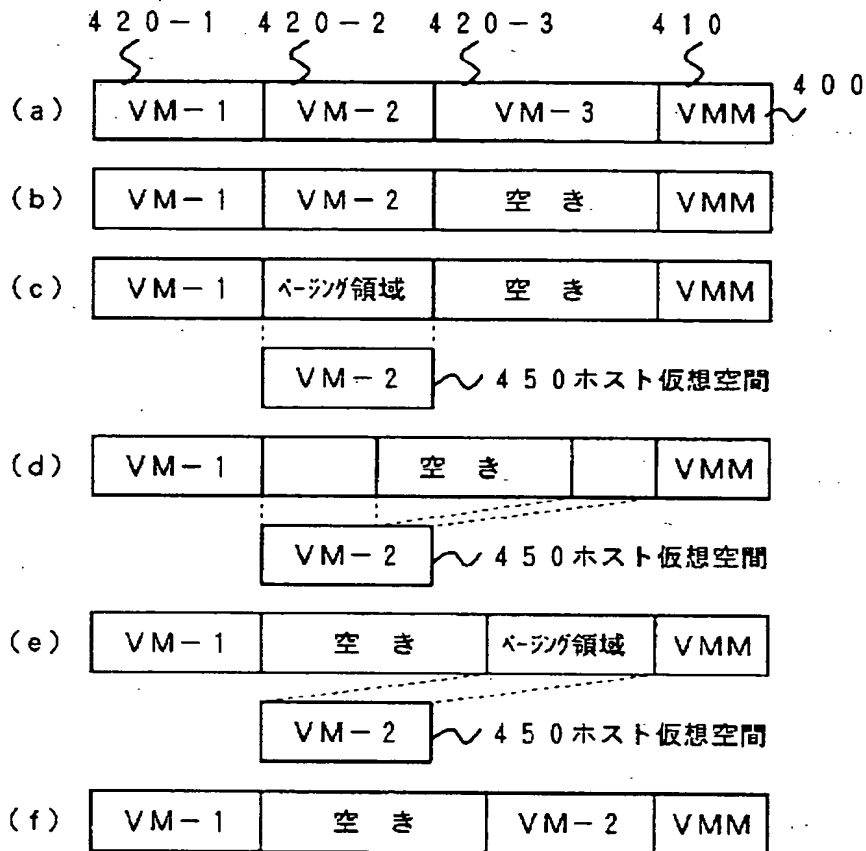 420-1 420-2 420-3 410
400
(a) VM-1 VM-2 VM-3 VMM
(b) VM-1 VM-2 空き VMM
(c) VM-1 ページング領域 空き VMM
VM-2 450ホスト仮想空間
(d) VM-1 空き VMM
VM-2 450ホスト仮想空間
(e) VM-1 空き ページング領域 VMM
VM-2 450ホスト仮想空間
(f) VM-1 空き VM-2 VMM